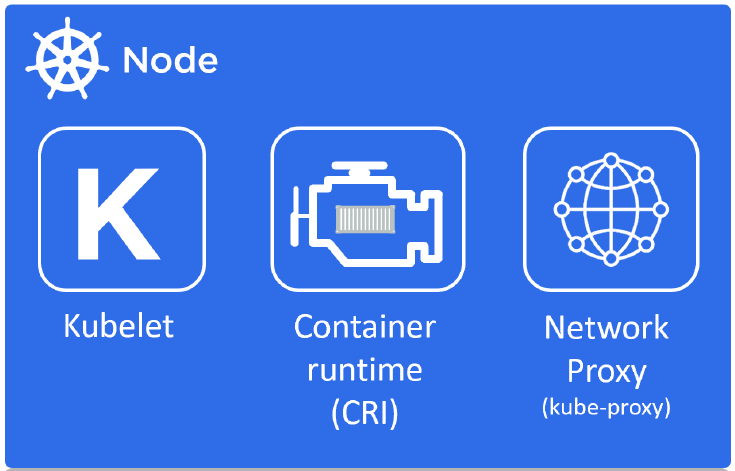 Node
K
Kubelet
Container
runtime
(CRI)
Network
Proxy
(kube-proxy)